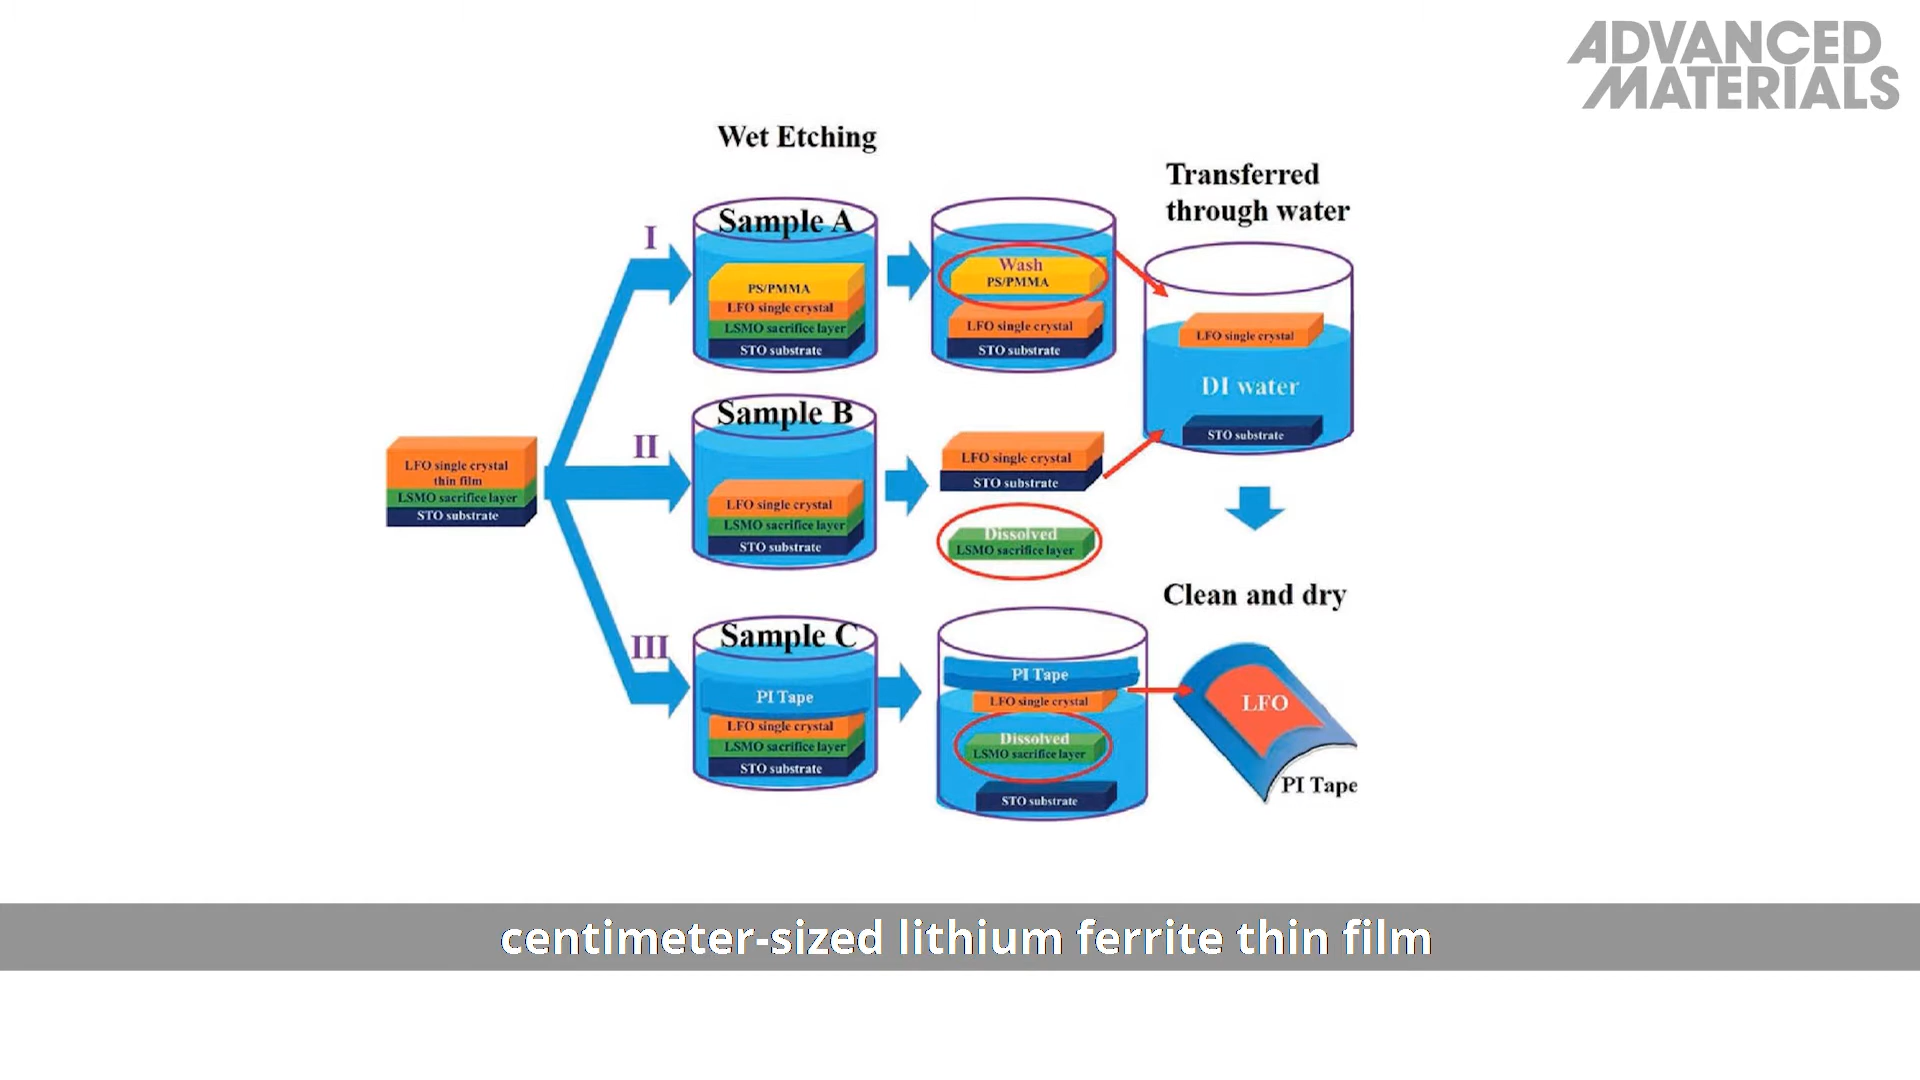 ADVANCED
MATERIALS
Wet Etching
Transferred
through water
I
Sample A
PS/PMMA
LFO single crystal
LSMO sacrifice layer
STO substrate
Wash
PS/PMMA
LFO single crystal
STO substrate
LFO single crystal
DI water
STO substrate
LFO single crystal
thin film
LSMO sacrifice layer
STO substrate
II
Sample B
LFO single crystal
LSMO sacrifice layer
STO substrate
LFO single crystal
STO substrate
Dissolved
LSMO sacrifice layer
Clean and dry
III
Sample C
PI Tape
LFO single crystal
LSMO sacrifice layer
STO substrate
PI Tape
LFO single crystal
Dissolved
LSMO sacrifice layer
STO substrate
LFO
PI Tape
centimeter-sized lithium ferrite thin film